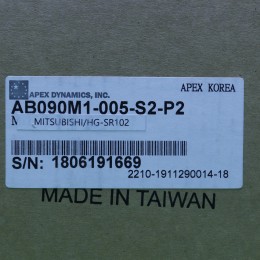 APEX DYNAMICS, INC.
APEX KOREA
AB090M1-005-S2-P2
MITSUBISHI/HG-SR102
S/N: 1806191669
2210-1911290014-18
MADE IN TAIWAN